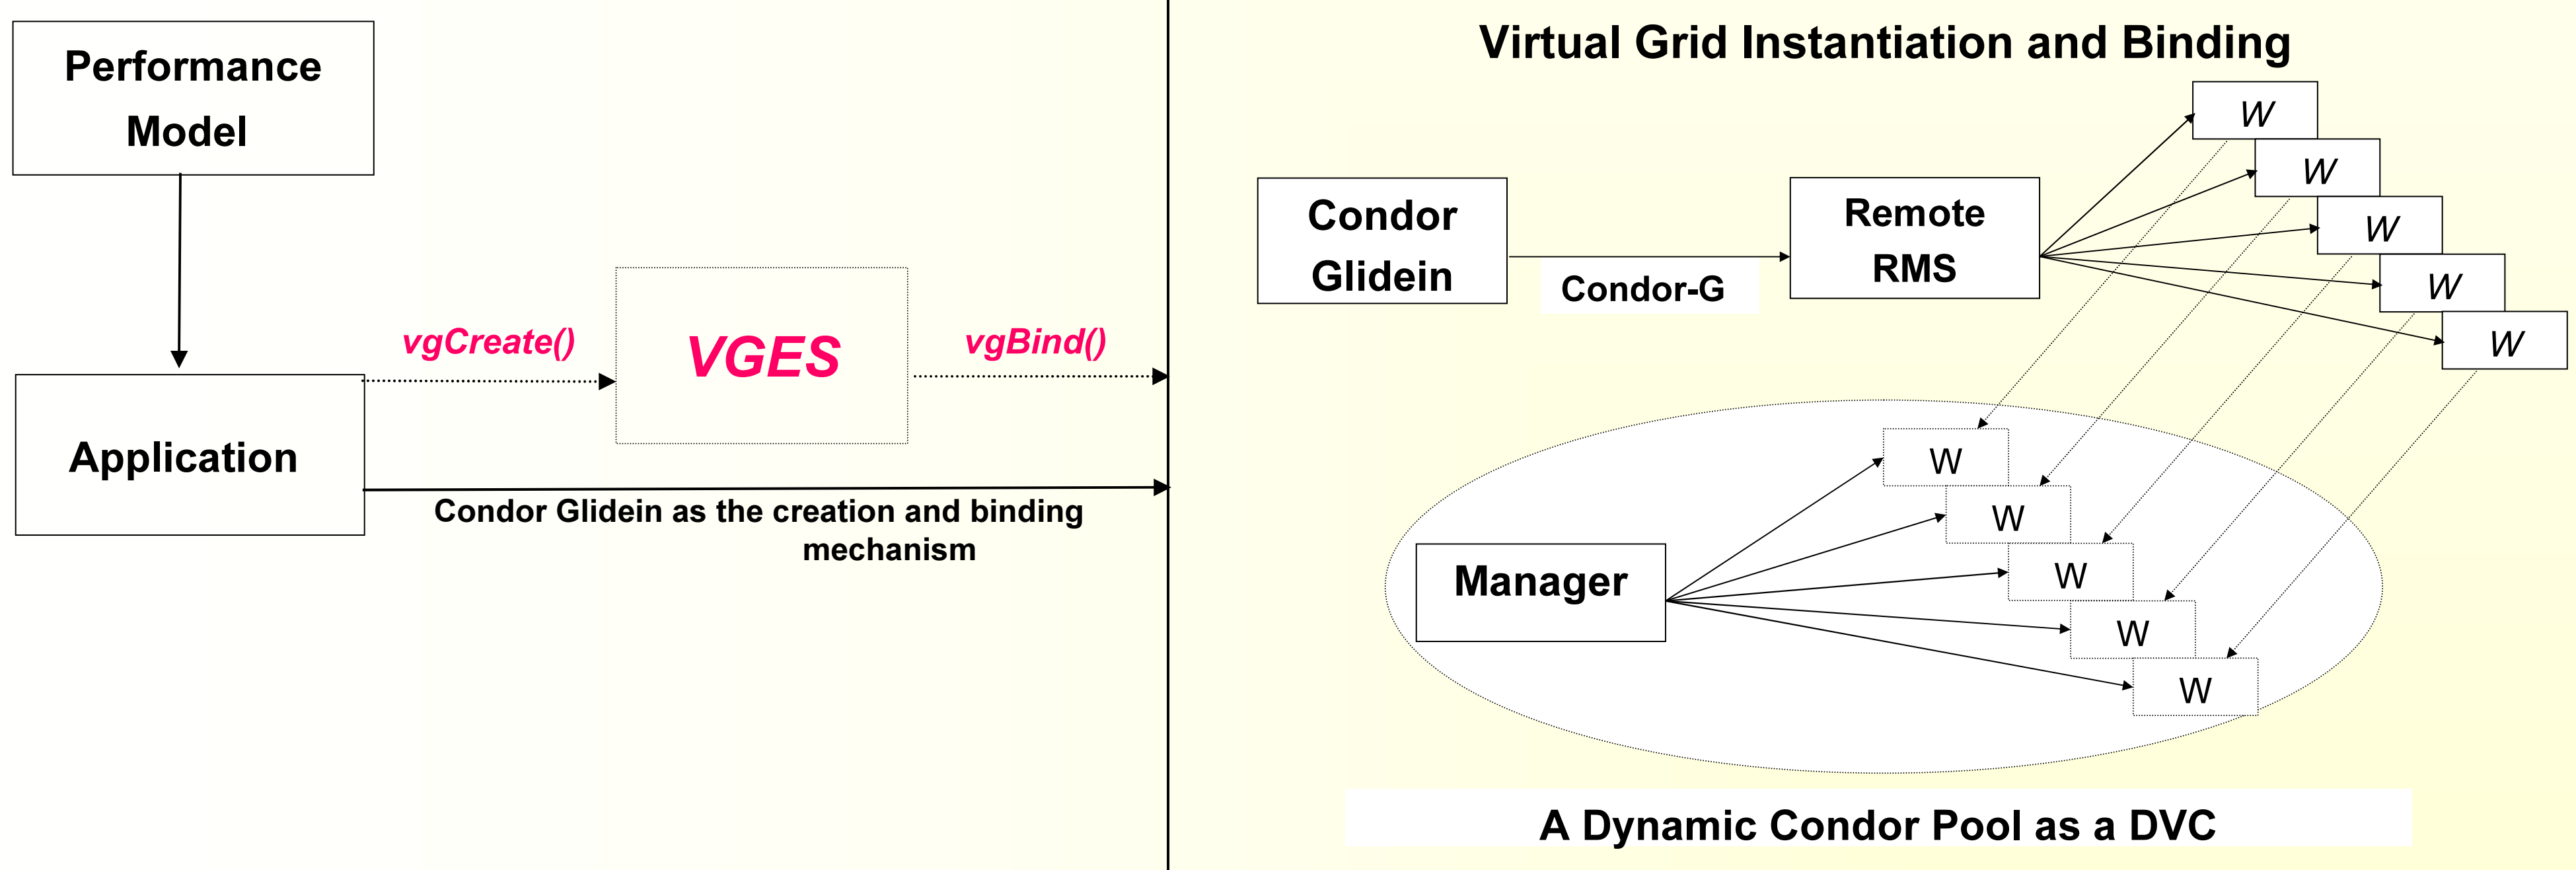 Performance
Model
Application
vgCreate()
VGES
vgBind()
Condor Glidein as the creation and binding
mechanism
Virtual Grid Instantiation and Binding
Condor
Glidein
Condor-G
Remote
RMS
W
W
W
W
W
Manager
W
W
W
W
W
A Dynamic Condor Pool as a DVC